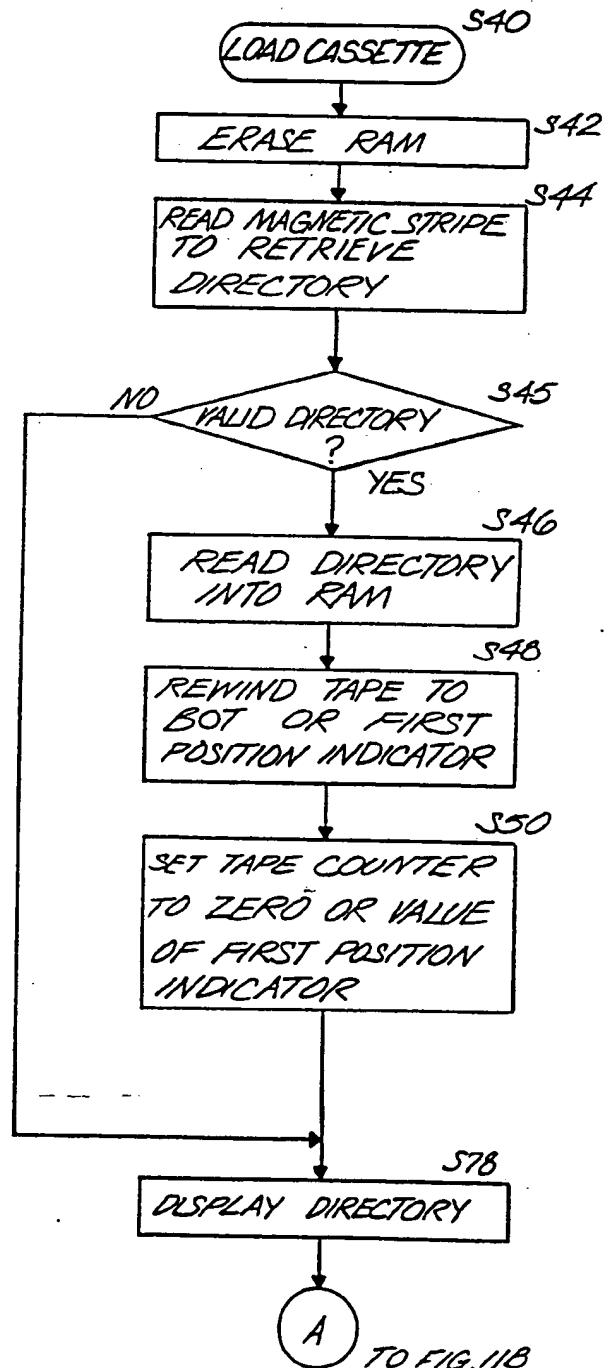 S40
LOAD CASSETTE
S42
ERASE RAM
S44
READ MAGNETIC STRIPE
TO RETRIEVE
DIRECTORY
S45
NO
VALID DIRECTORY
?
YES
S46
READ DIRECTORY
INTO RAM
S48
REWIND TAPE TO
BOT OR FIRST
POSITION INDICATOR
S50
SET TAPE COUNTER
TO ZERO OR VALUE
OF FIRST POSITION
INDICATOR
S78
DISPLAY DIRECTORY
A
TO FIG. 11B